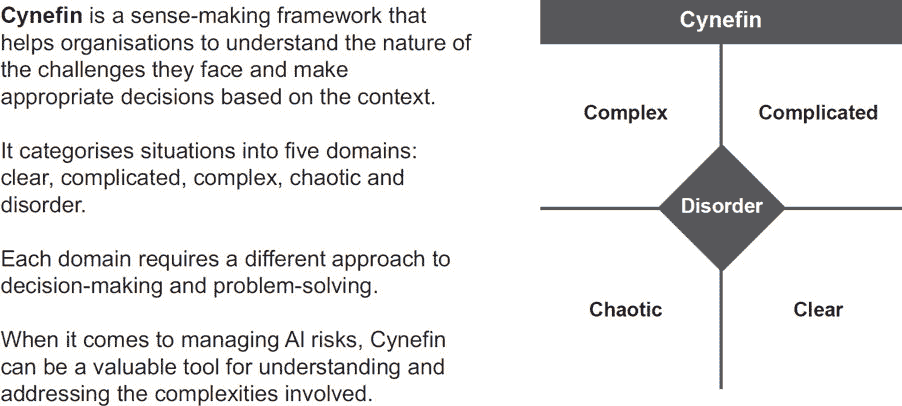 Cynefin is a sense-making framework that
helps organisations to understand the nature of
the challenges they face and make
appropriate decisions based on the context.
It categorises situations into five domains:
clear, complicated, complex, chaotic and
disorder.
Each domain requires a different approach to
decision-making and problem-solving.
When it comes to managing AI risks, Cynefin
can be a valuable tool for understanding and
addressing the complexities involved.
Cynefin
Complex
Complicated
Disorder
Chaotic
Clear